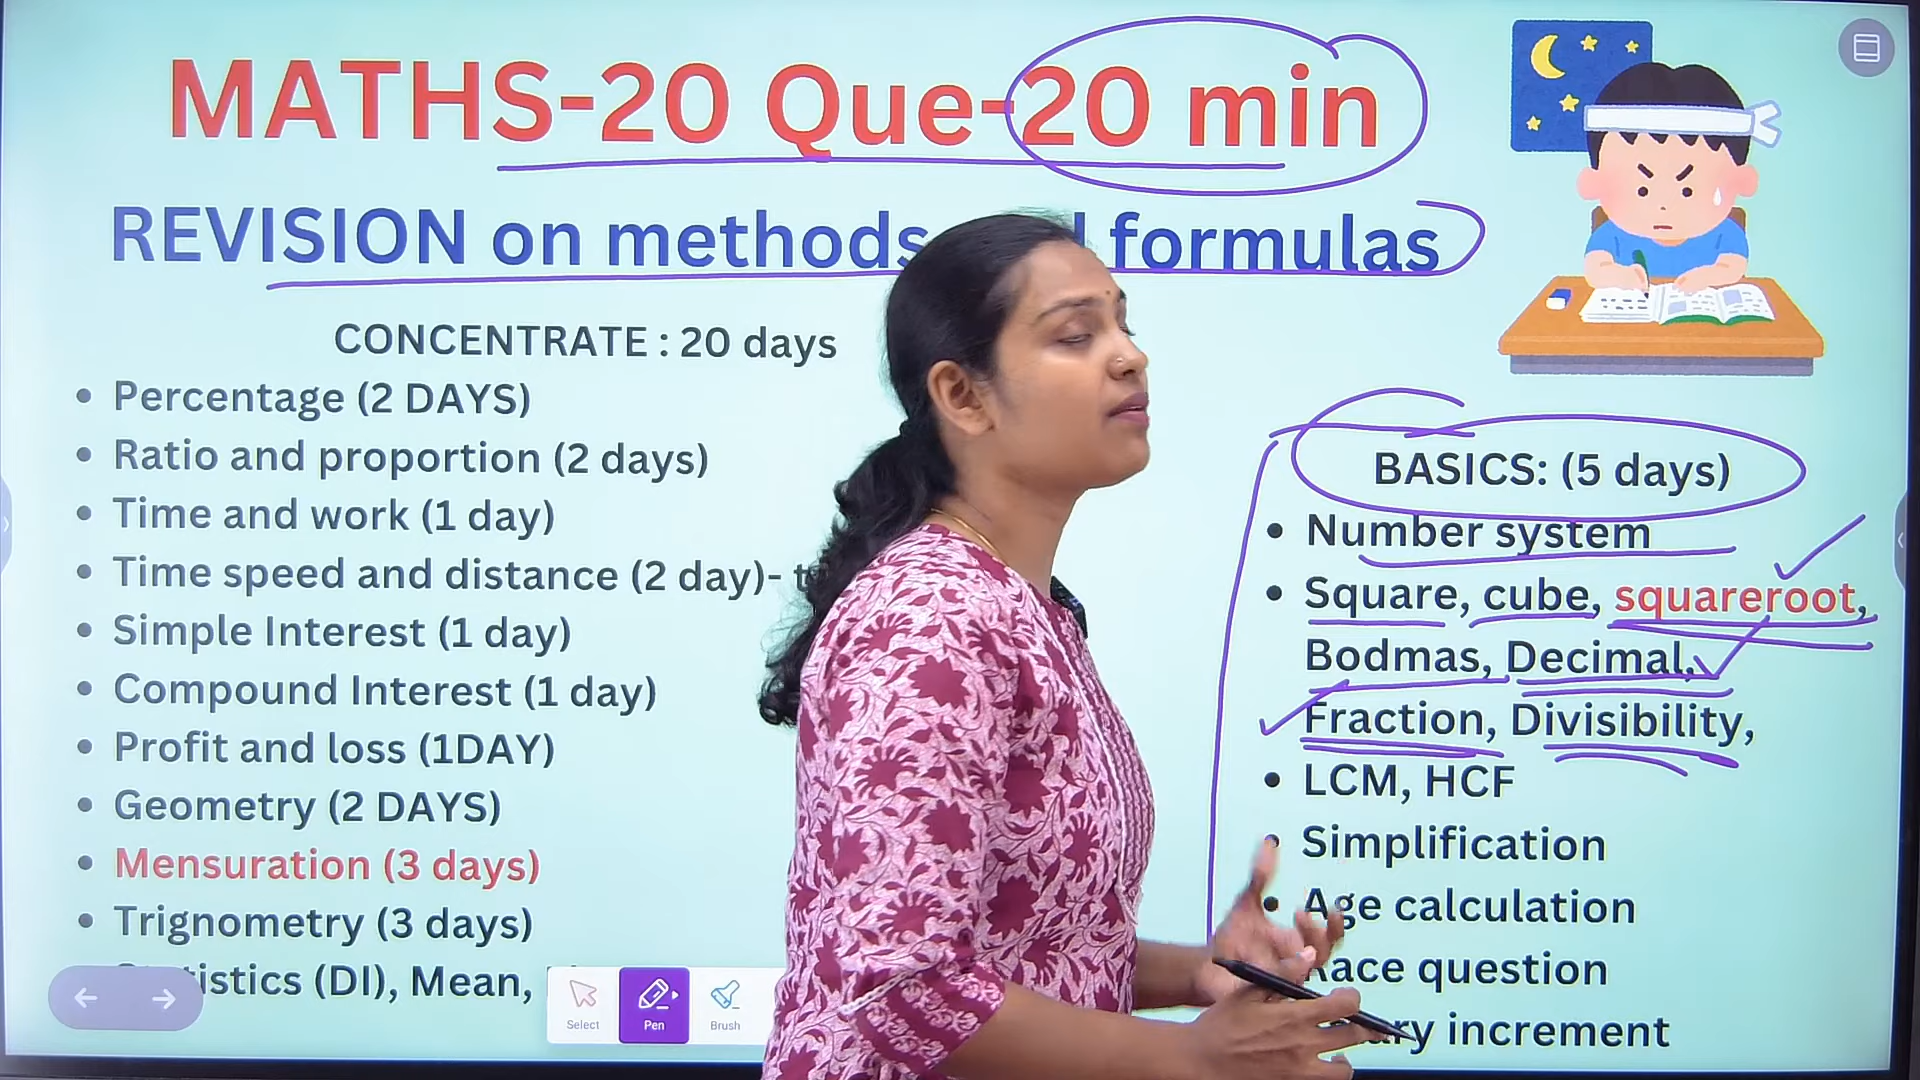 MATHS-20 Que-20 min
REVISION on methods formulas
CONCENTRATE : 20 days
• Percentage (2 DAYS)
• Ratio and proportion (2 days)
• Time and work (1 day)
• Time speed and distance (2 day)-
• Simple Interest (1 day)
• Compound Interest (1 day)
• Profit and loss (1DAY)
• Geometry (2 DAYS)
• Mensuration (3 days)
• Trignometry (3 days)
(DI), Mean,
BASICS: (5 days)
• Number system
• Square, cube, squareroot,
Bodmas, Decimal,
Fraction, Divisibility,
• LCM, HCF
• Simplification
• Age calculation
question
increment
Select
Pen
Brush